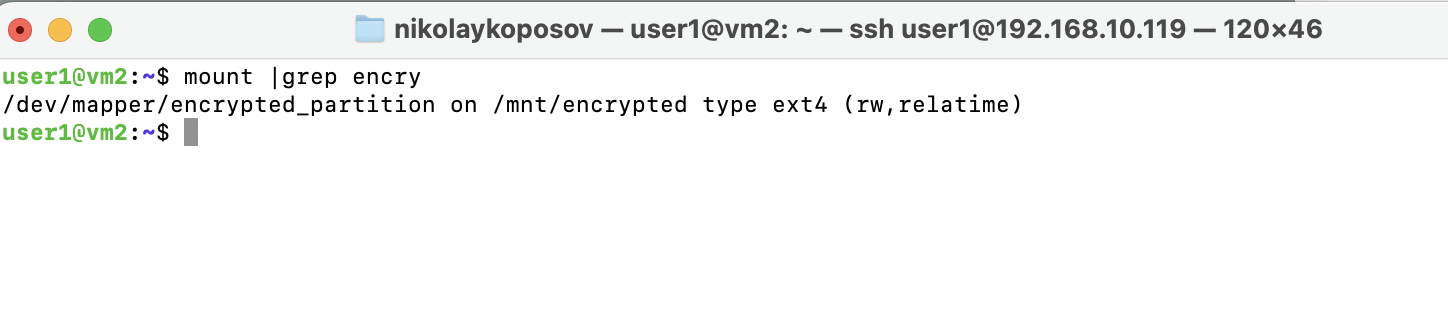 nikolaykoposov — user1@vm2: ~ — ssh user1@192.168.10.119 — 120×46
user1@vm2:~$ mount |grep encry
/dev/mapper/encrypted_partition on /mnt/encrypted type ext4 (rw,relatime)
user1@vm2:~$